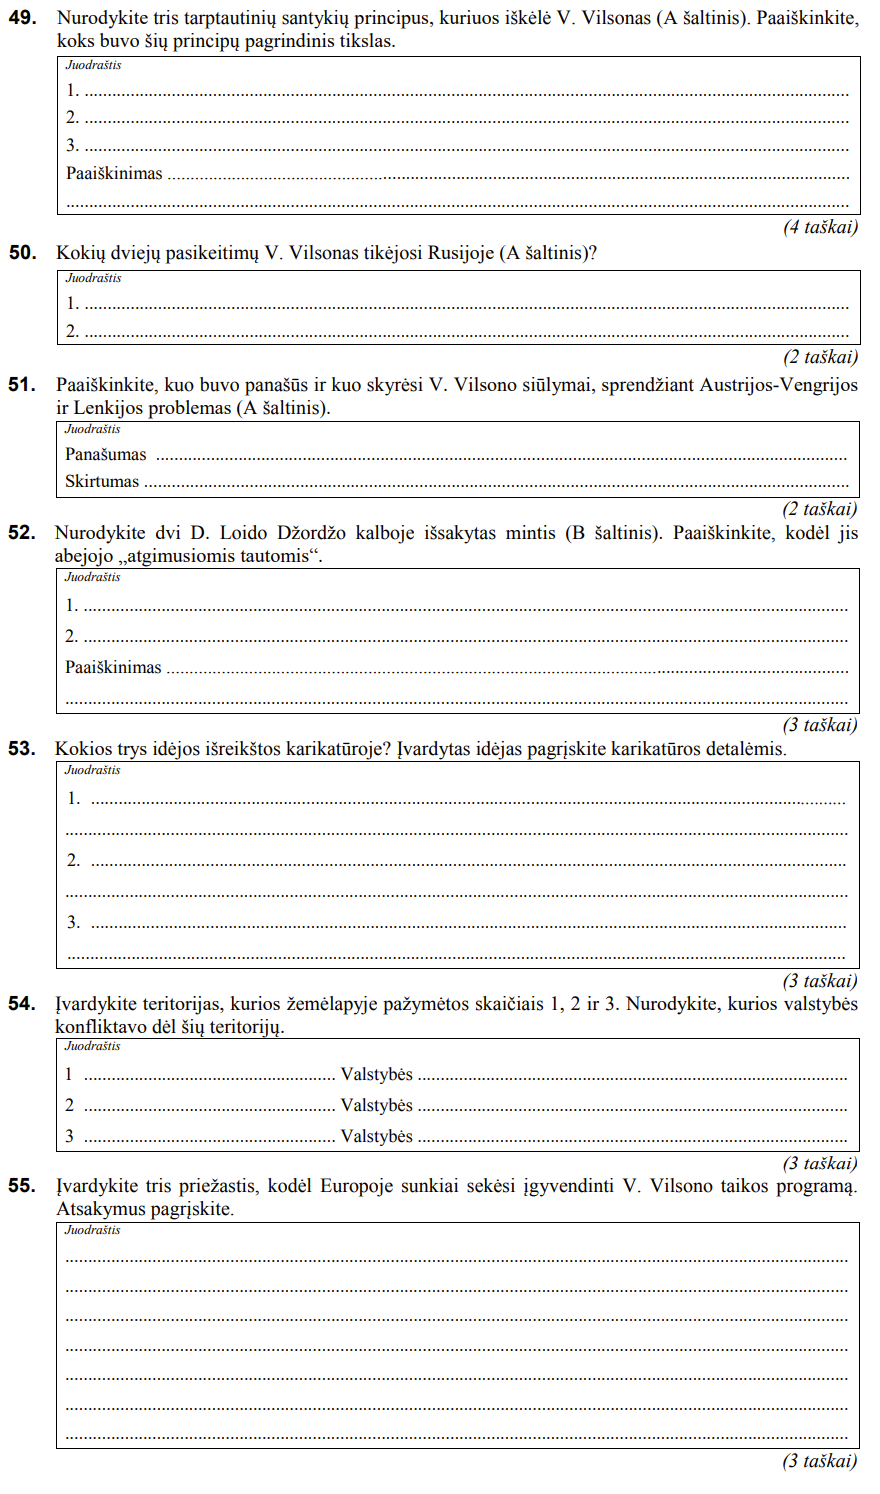 49. Nurodykite tris tarptautinių santykių principus, kuriuos iškėlė V. Vilsonas (A šaltinis). Paaiškinkite,
koks buvo šių principų pagrindinis tikslas.
Juodraštis
1. ....................
2. ....................
3. ....................
Paaiškinimas ....................
....................
(4 taškai)
50. Kokių dviejų pasikeitimų V. Vilsonas tikėjosi Rusijoje (A šaltinis)?
Juodraštis
1. ....................
2. ....................
(2 taškai)
51. Paaiškinkite, kuo buvo panašūs ir kuo skyrėsi V. Vilsono siūlymai, sprendžiant Austrijos-Vengrijos
ir Lenkijos problemas (A šaltinis).
Juodraštis
Panašumas ....................
Skirtumas ....................
(2 taškai)
52. Nurodykite dvi D. Loido Džordžo kalboje išsakytas mintis (B šaltinis). Paaiškinkite, kodėl jis
abejojo „atgimusiomis tautomis“.
Juodraštis
1. ....................
2. ....................
Paaiškinimas ....................
....................
(3 taškai)
53. Kokios trys idėjos išreikštos karikatūroje? Įvardytas idėjas pagrįskite karikatūros detalėmis.
Juodraštis
1. ....................
....................
2. ....................
....................
3. ....................
....................
(3 taškai)
54. Įvardykite teritorijas, kurios žemėlapyje pažymėtos skaičiais 1, 2 ir 3. Nurodykite, kurios valstybės
konfliktavo dėl šių teritorijų.
Juodraštis
1 .................... Valstybės ....................
2 .................... Valstybės ....................
3 .................... Valstybės ....................
(3 taškai)
55. Įvardykite tris priežastis, kodėl Europoje sunkiai sekėsi įgyvendinti V. Vilsono taikos programą.
Atsakymus pagrįskite.
Juodraštis
....................
....................
....................
....................
....................
....................
....................
(3 taškai)